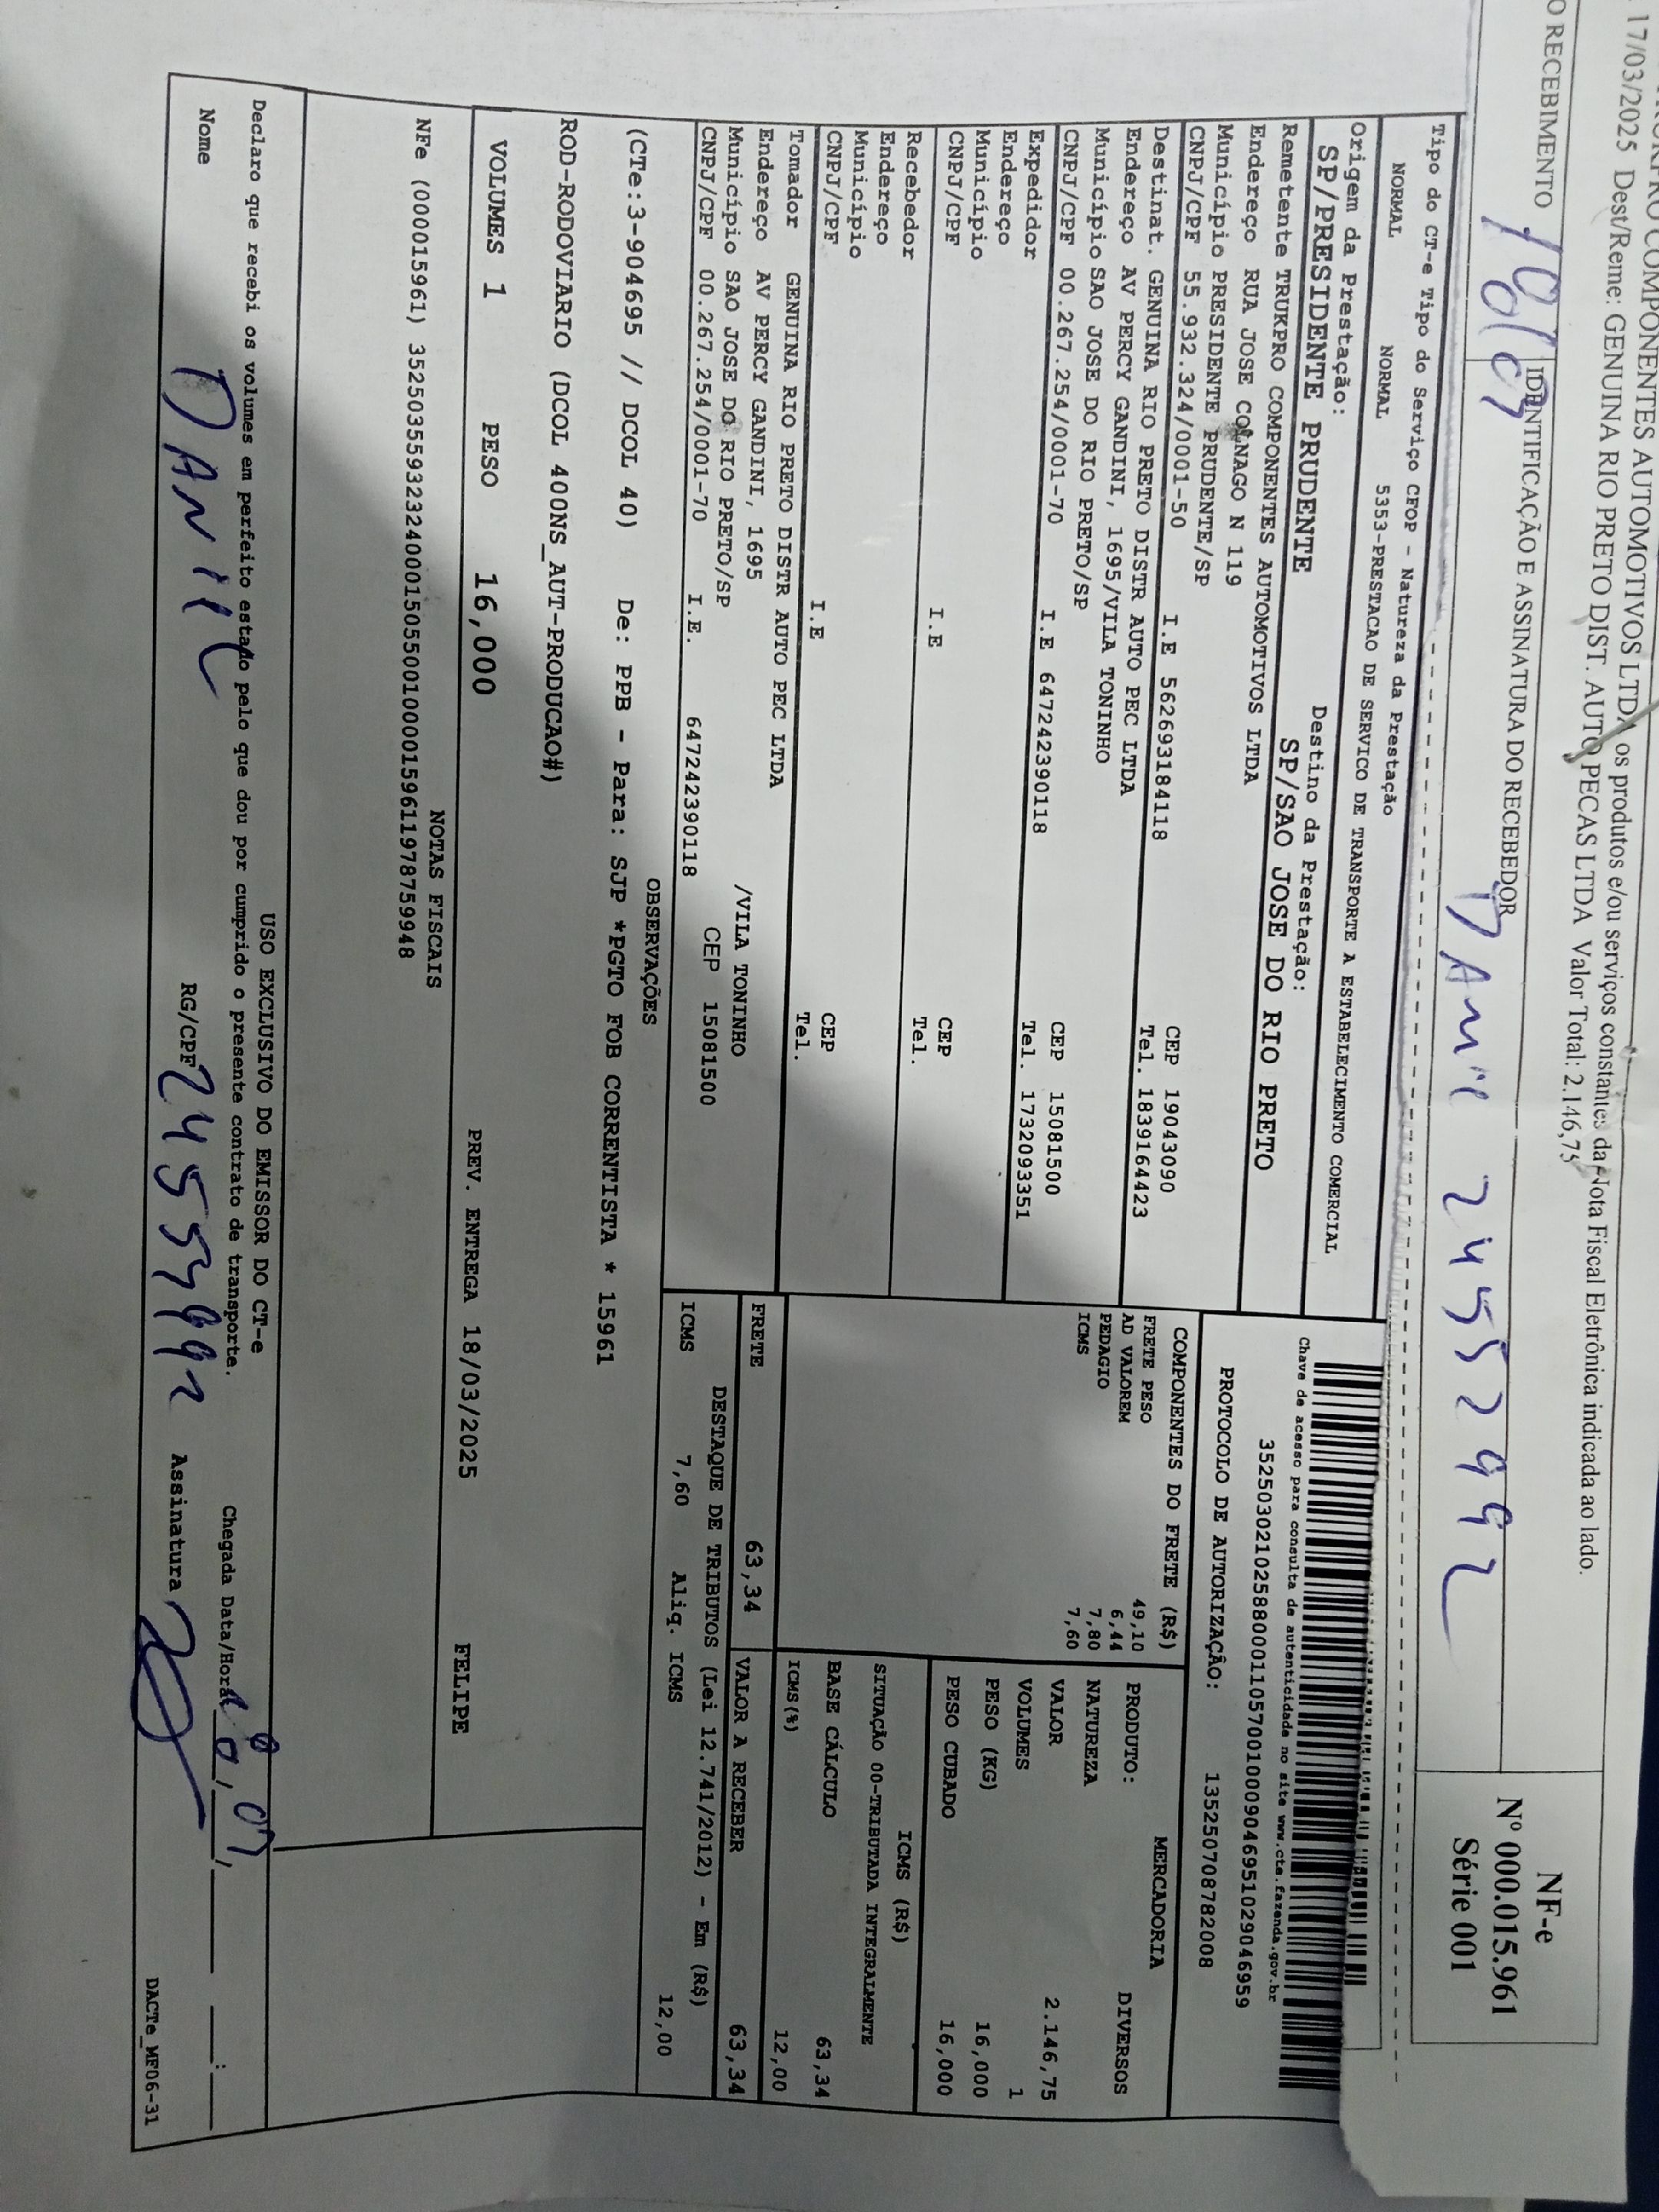 COMPONENTES AUTOMOTIVOS LTDA os produtos e/ou serviços constantes da Nota Fiscal Eletrônica indicada ao lado.
17/03/2025 Dest/Reme: GENUINA RIO PRETO DIST. AUTO PECAS LTDA Valor Total: 2.146,75
O RECEBIMENTO
IDENTIFICAÇÃO E ASSINATURA DO RECEBEDOR
NF-e
Nº 000.015.961
Série 001
Tipo do CT-e Tipo do Serviço CFOP - Natureza da Prestação
NORMAL NORMAL 5353-PRESTACAO DE SERVICO DE TRANSPORTE A ESTABELECIMENTO COMERCIAL
Origem da Prestação: Destino da Prestação:
SP/PRESIDENTE PRUDENTE SP/SAO JOSE DO RIO PRETO
Remetente TRUKPRO COMPONENTES AUTOMOTIVOS LTDA
Endereço RUA JOSE COLNAGO N 119
Município PRESIDENTE PRUDENTE/SP CEP 19043090
CNPJ/CPF 55.932.324/0001-50 I.E 562693184118 Tel. 1839164423
Destinat. GENUINA RIO PRETO DISTR AUTO PEC LTDA
Endereço AV PERCY GANDINI, 1695/VILA TONINHO
Município SAO JOSE DO RIO PRETO/SP CEP 15081500
CNPJ/CPF 00.267.254/0001-70 I.E 647242390118 Tel. 1732093351
Expedidor
Endereço
Município CEP
CNPJ/CPF I.E Tel.
Recebedor
Endereço
Município CEP
CNPJ/CPF I.E Tel.
Tomador GENUINA RIO PRETO DISTR AUTO PEC LTDA
Endereço AV PERCY GANDINI, 1695 /VILA TONINHO
Município SAO JOSE DO RIO PRETO/SP CEP 15081500
CNPJ/CPF 00.267.254/0001-70 I.E. 647242390118
Chave de acesso para consulta de autenticidade no site www.cte.fazenda.gov.br
35250302102588000110570010009046951029046959
PROTOCOLO DE AUTORIZAÇÃO: 135250708782008
COMPONENTES DO FRETE (R$)
FRETE PESO 49,10
AD VALOREM 6,44
PEDAGIO 7,80
ICMS 7,60
MERCADORIA
PRODUTO: DIVERSOS
NATUREZA
VALOR 2.146,75
VOLUMES 1
PESO (KG) 16,000
PESO CUBADO 16,000
ICMS (R$)
SITUAÇÃO 00-TRIBUTADA INTEGRALMENTE
BASE CÁLCULO 63,34
ICMS(%) 12,00
FRETE 63,34 VALOR A RECEBER 63,34
DESTAQUE DE TRIBUTOS (Lei 12.741/2012) - Em (R$)
ICMS 7,60 Aliq. ICMS 12,00
OBSERVAÇÕES
(CTe:3-904695 // DCOL 40) De: PPB - Para: SJP *PGTO FOB CORRENTISTA * 15961
ROD-RODOVIARIO (DCOL 400NS_AUT-PRODUCAO#)
VOLUMES 1 PESO 16,000 PREV. ENTREGA 18/03/2025 FELIPE
NOTAS FISCAIS
NFe (000015961) 35250355932324000150550010000159611978759948
USO EXCLUSIVO DO EMISSOR DO CT-e
Declaro que recebi os volumes em perfeito estado pelo que dou por cumprido o presente contrato de transporte.
Chegada Data/Hora
Nome DANIL RG/CPF Assinatura
DACTe_MF06-31